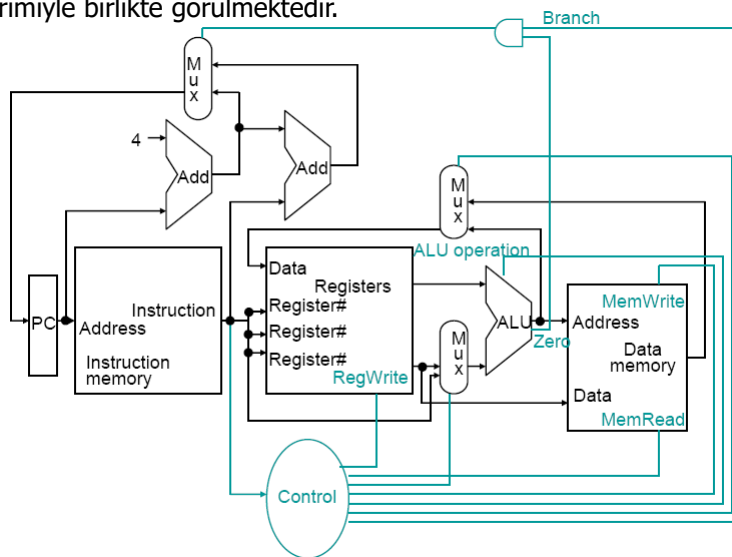 rimiyle birlikte görülmektedir.
Branch
M
u
x
4
Add
Add
M
u
x
ALU operation
Data
Registers
Instruction
Register#
PC
Address
Register#
Register#
Instruction
memory
RegWrite
M
u
x
ALU
Zero
MemWrite
Address
Data
memory
Data
MemRead
Control